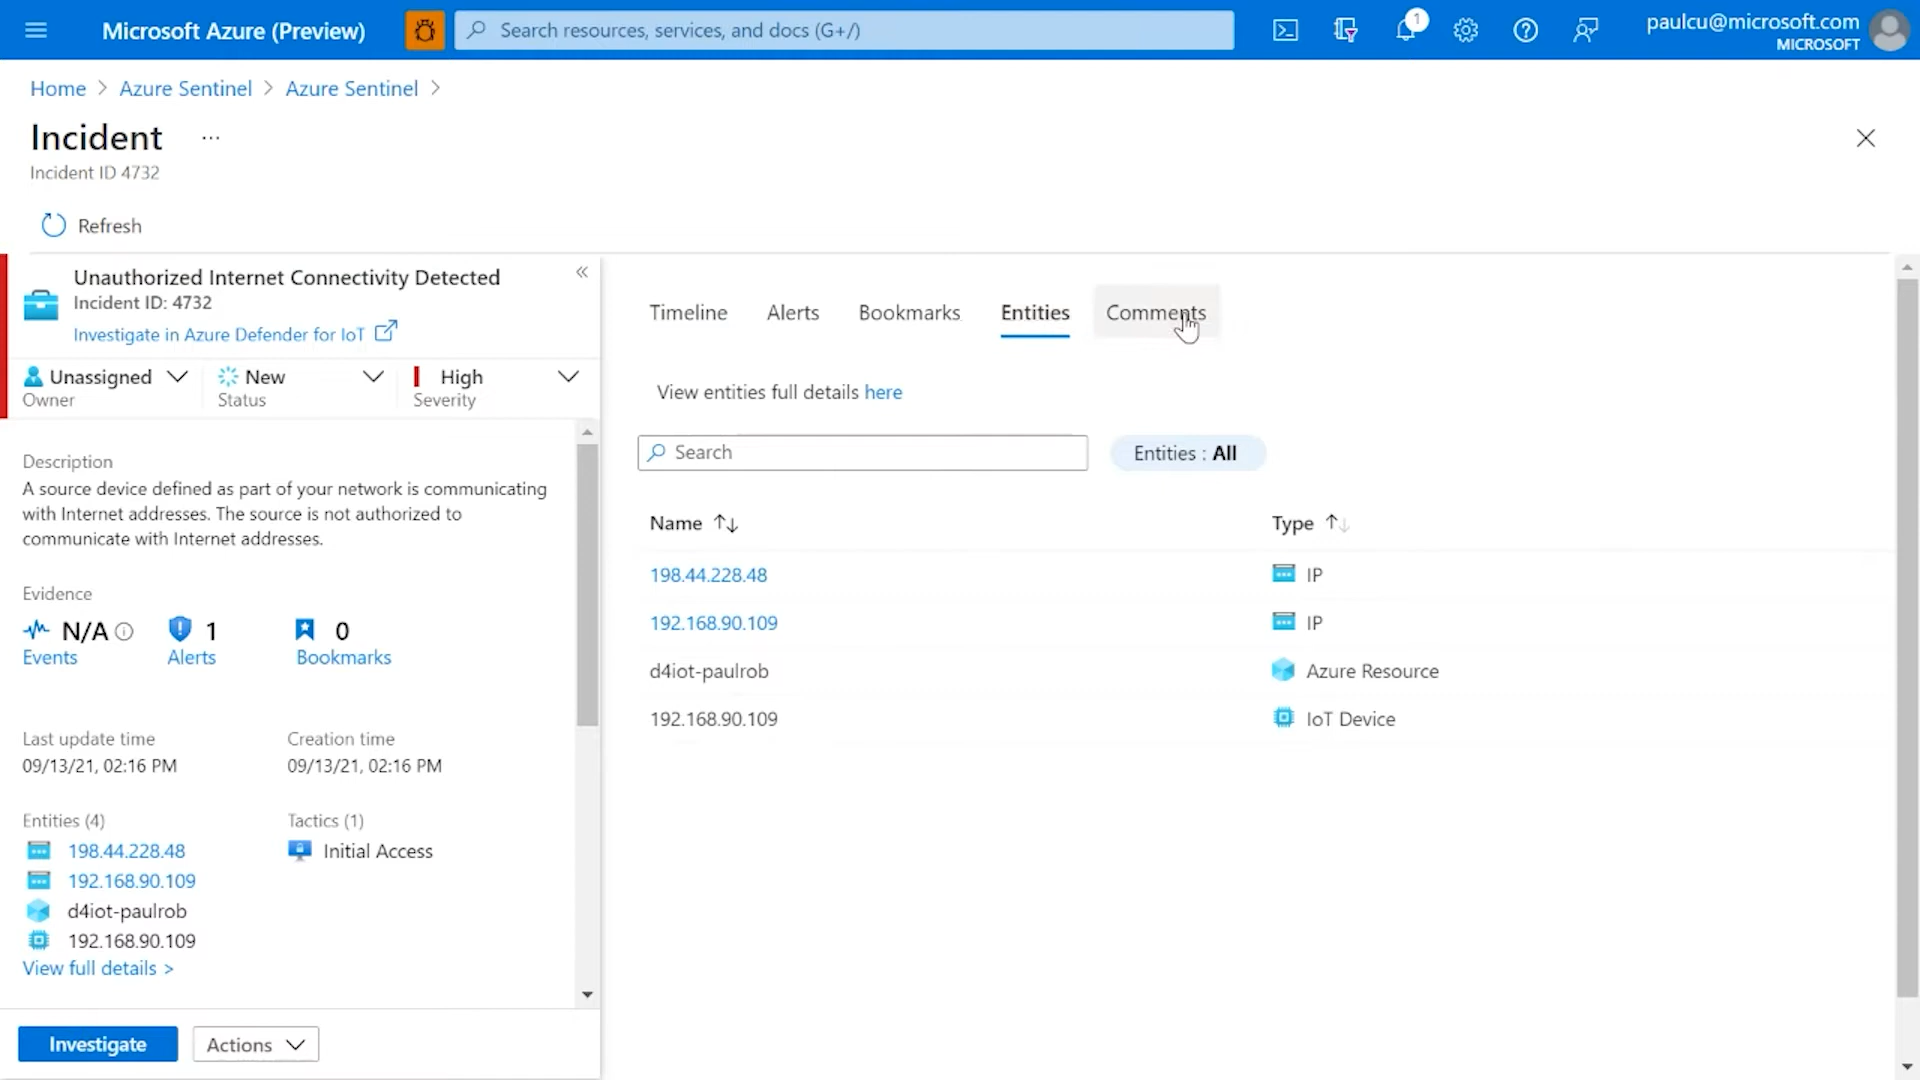 Microsoft Azure (Preview)
Search resources, services, and docs (G+/)
1
paulcu@microsoft.com
MICROSOFT
Home > Azure Sentinel > Azure Sentinel >
Incident ...
Incident ID 4732
Refresh
Unauthorized Internet Connectivity Detected
Incident ID: 4732
Investigate in Azure Defender for IoT
Unassigned
Owner
New
Status
High
Severity
Description
A source device defined as part of your network is communicating
with Internet addresses. The source is not authorized to
communicate with Internet addresses.
Evidence
N/A
Events
1
Alerts
0
Bookmarks
Last update time
09/13/21, 02:16 PM
Creation time
09/13/21, 02:16 PM
Entities (4)
198.44.228.48
192.168.90.109
d4iot-paulrob
192.168.90.109
View full details >
Tactics (1)
Initial Access
Investigate
Actions
Timeline Alerts Bookmarks Entities Comments
View entities full details here
Search
Entities : All
Name Type
198.44.228.48 IP
192.168.90.109 IP
d4iot-paulrob Azure Resource
192.168.90.109 IoT Device